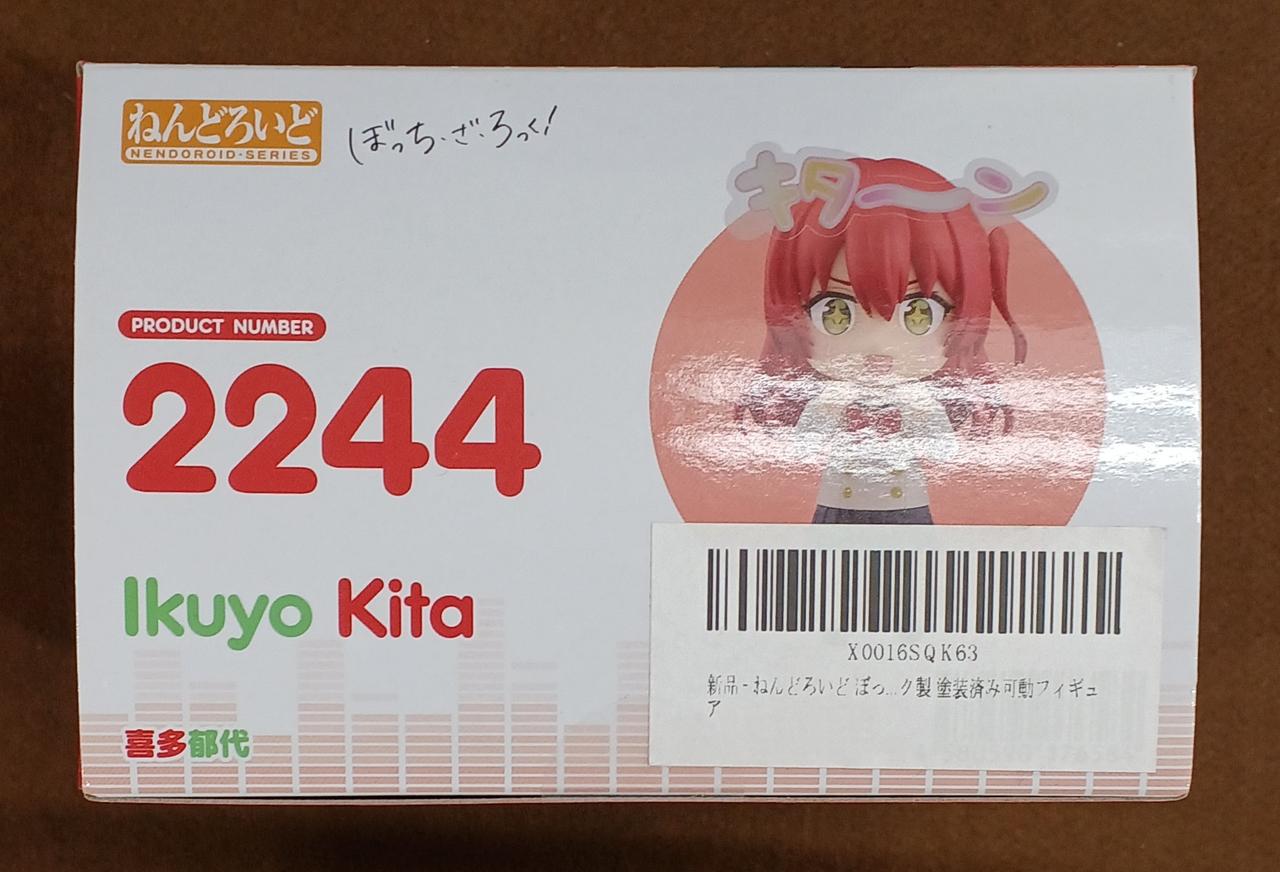 ねんどろいど
NENDOROID・SERIES
ぼっち・ざ・ろっく!
キターン
PRODUCT NUMBER
2244
Ikuyo Kita
喜多郁代
X0016SQK63
新品 - ねんどろいど ぼっ...ク製 塗装済み可動フィギュ
ア